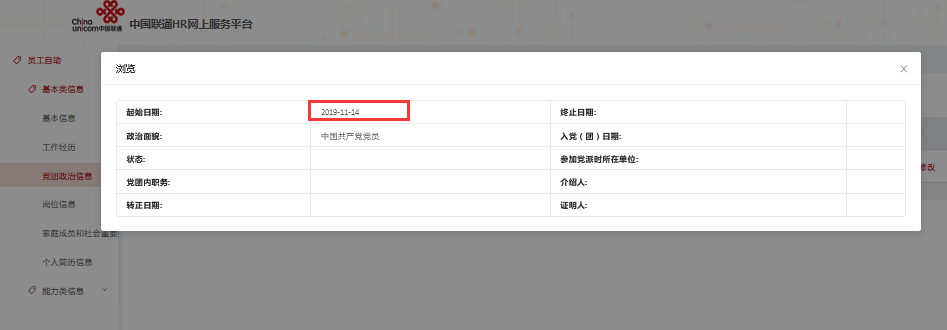 China
unicom中国联通
中国联通HR网上服务平台
员工自助
基本类信息
基本信息
工作经历
党团政治信息
岗位信息
家庭成员和社会重要
个人简历信息
能力类信息
浏览
起始日期: 2019-11-14 终止日期:
政治面貌: 中国共产党党员 入党（团）日期:
状态: 参加党派时所在单位:
党团内职务: 介绍人:
转正日期: 证明人:
修改